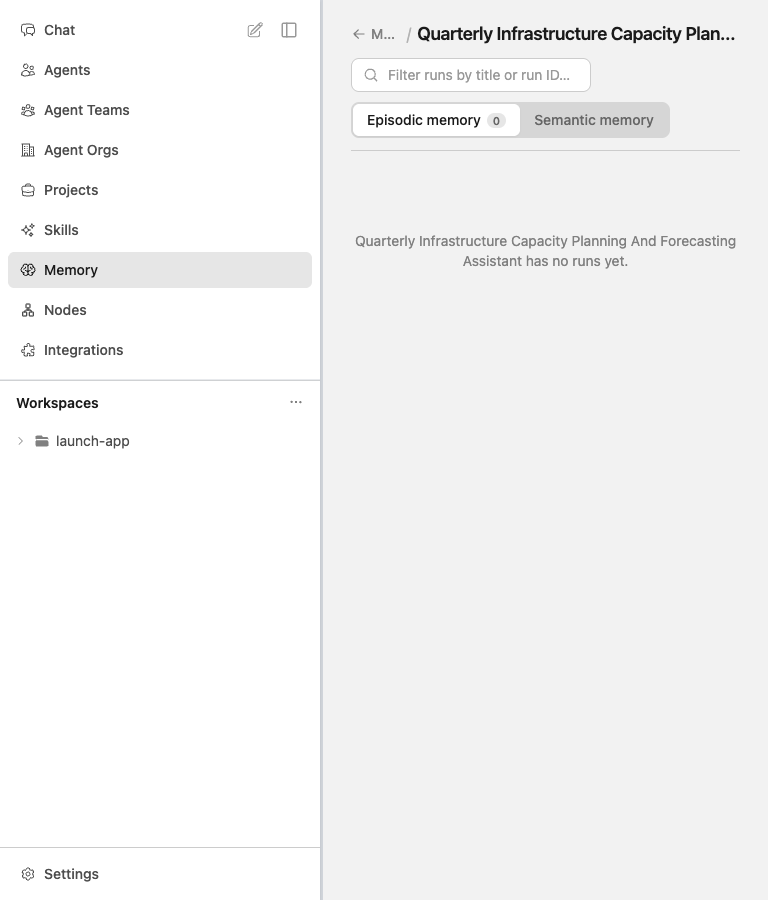 Chat
Agents
Agent Teams
Agent Orgs
Projects
Skills
Memory
Nodes
Integrations
Workspaces
launch-app
Settings
M... / Quarterly Infrastructure Capacity Plan...
Filter runs by title or run ID...
Episodic memory 0 Semantic memory
Quarterly Infrastructure Capacity Planning And Forecasting
Assistant has no runs yet.